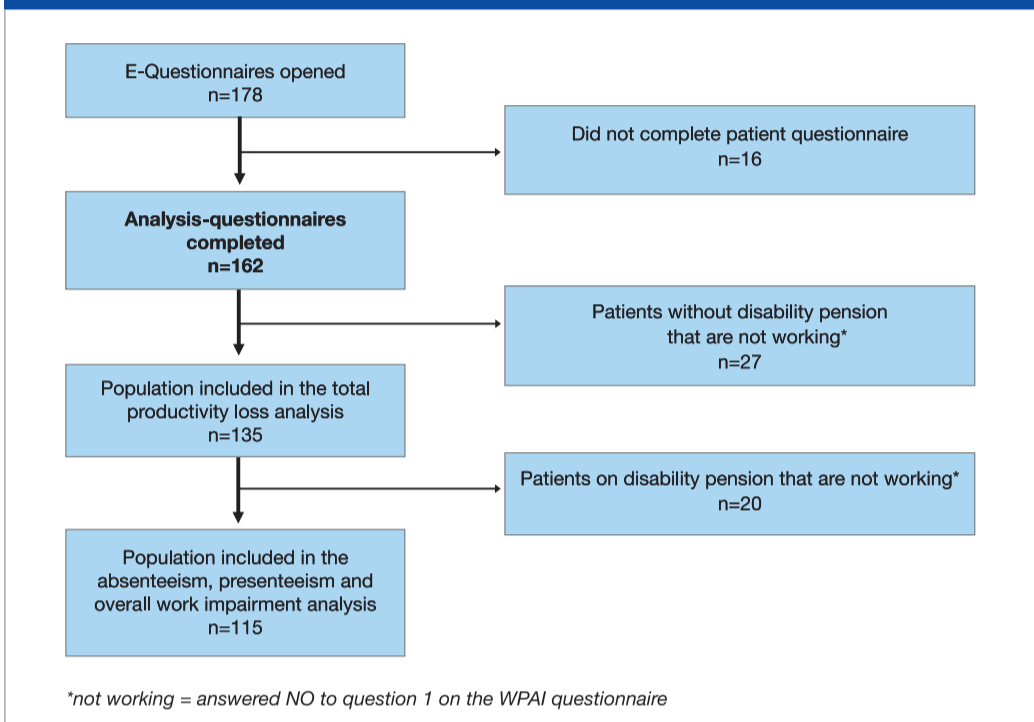 E-Questionnaires opened
n=178
Did not complete patient questionnaire
n=16
Analysis-questionnaires
completed
n=162
Patients without disability pension
that are not working*
n=27
Population included in the total
productivity loss analysis
n=135
Patients on disability pension that are not working*
n=20
Population included in the
absenteeism, presenteeism and
overall work impairment analysis
n=115
*not working = answered NO to question 1 on the WPAI questionnaire